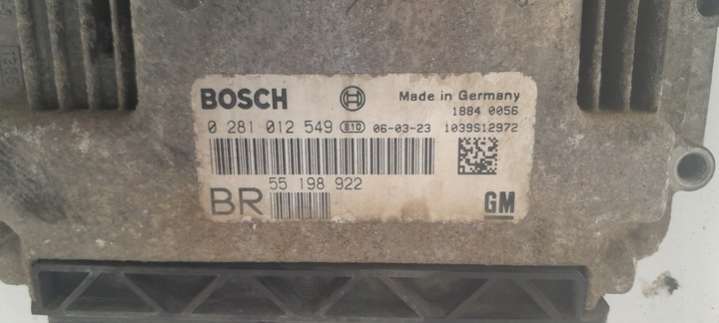 BOSCH Made in Germany
1884 0056
0 281 012 549 E10 06-03-23 1039S12972
55 198 922
BR GM